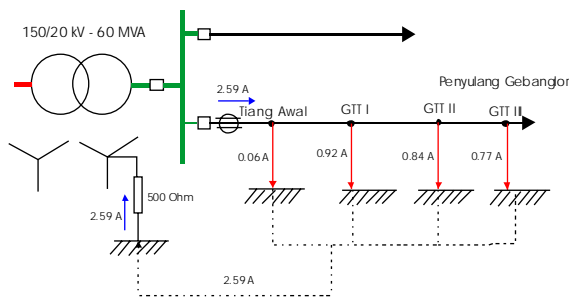 150/20 kV - 60 MVA
Penyulang Gebanglor
2.59 A
Tiang Awal
GTT I
GTT II
GTT III
0.06 A
0.92 A
0.84 A
0.77 A
500 Ohm
2.59 A
2.59 A